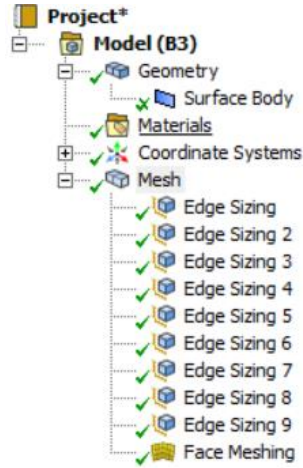 Project*
Model (B3)
Geometry
Surface Body
Materials
Coordinate Systems
Mesh
Edge Sizing
Edge Sizing 2
Edge Sizing 3
Edge Sizing 4
Edge Sizing 5
Edge Sizing 6
Edge Sizing 7
Edge Sizing 8
Edge Sizing 9
Face Meshing